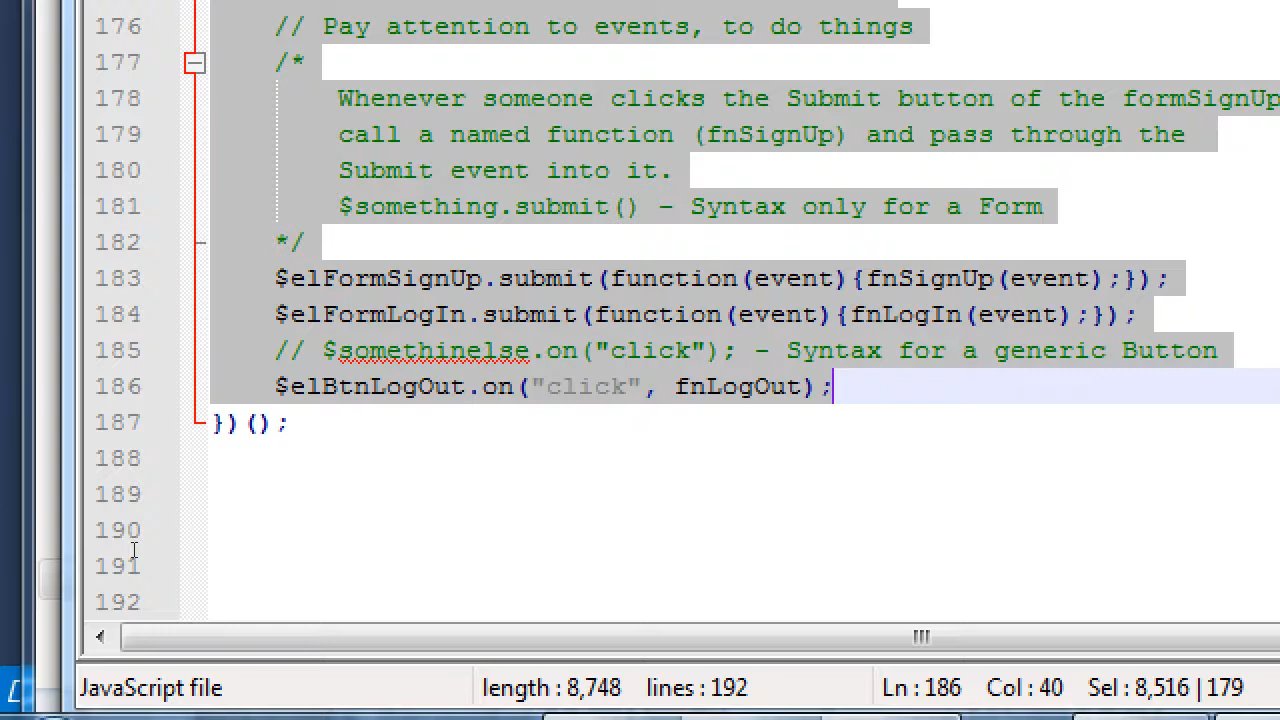 176 // Pay attention to events, to do things
177 /*
178 Whenever someone clicks the Submit button of the formSignUp
179 call a named function (fnSignUp) and pass through the
180 Submit event into it.
181 $something.submit() - Syntax only for a Form
182 */
183 $elFormSignUp.submit(function(event){fnSignUp(event);});
184 $elFormLogIn.submit(function(event){fnLogIn(event);});
185 // $somethinelse.on("click"); - Syntax for a generic Button
186 $elBtnLogOut.on("click", fnLogOut);
187 })();
188
189
190
191
192
JavaScript file length : 8,748 lines : 192 Ln : 186 Col : 40 Sel : 8,516 | 179